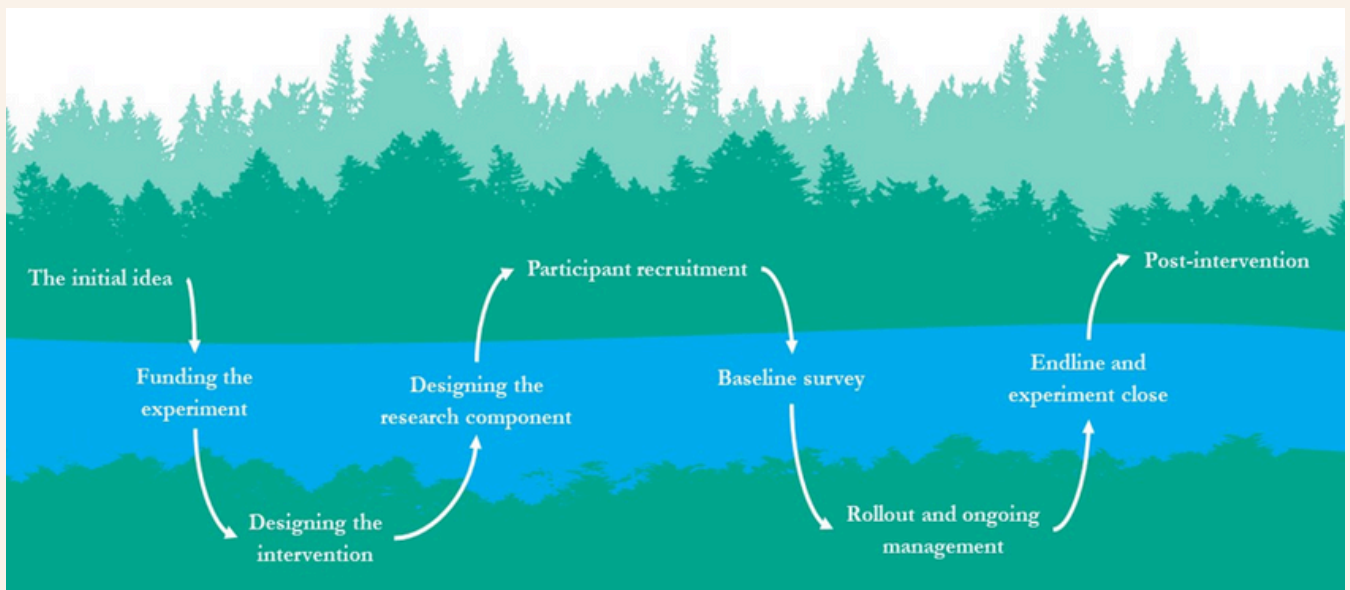 The initial idea
Funding the
experiment
Designing the
intervention
Designing the
research component
Participant recruitment
Baseline survey
Rollout and ongoing
management
Endline and
experiment close
Post-intervention